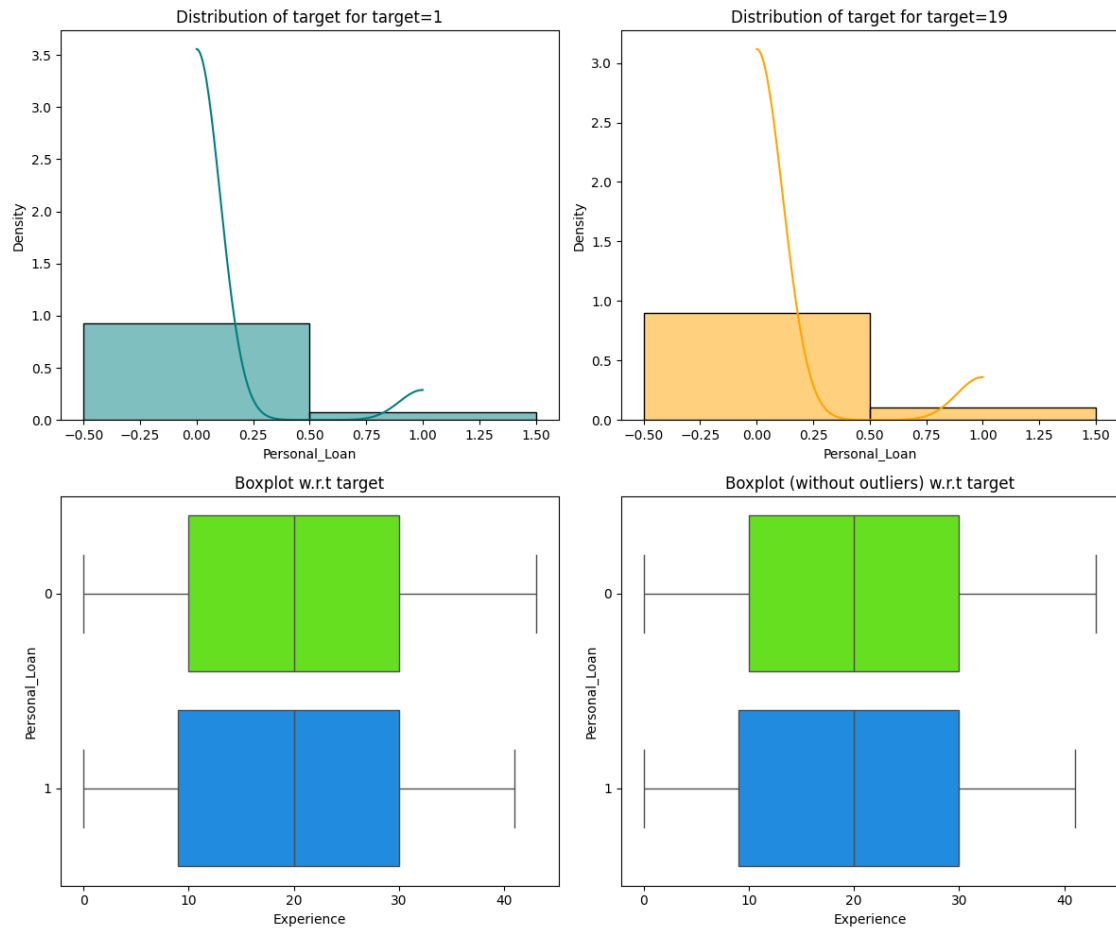 Distribution of target for target=1
3.5
3.0
2.5
2.0
1.5
1.0
0.5
0.0
Density
−0.50 −0.25 0.00 0.25 0.50 0.75 1.00 1.25 1.50
Personal_Loan
Distribution of target for target=19
3.0
2.5
2.0
1.5
1.0
0.5
0.0
Density
−0.50 −0.25 0.00 0.25 0.50 0.75 1.00 1.25 1.50
Personal_Loan
Boxplot w.r.t target
0
1
Personal_Loan
0 10 20 30 40
Experience
Boxplot (without outliers) w.r.t target
0
1
Personal_Loan
0 10 20 30 40
Experience